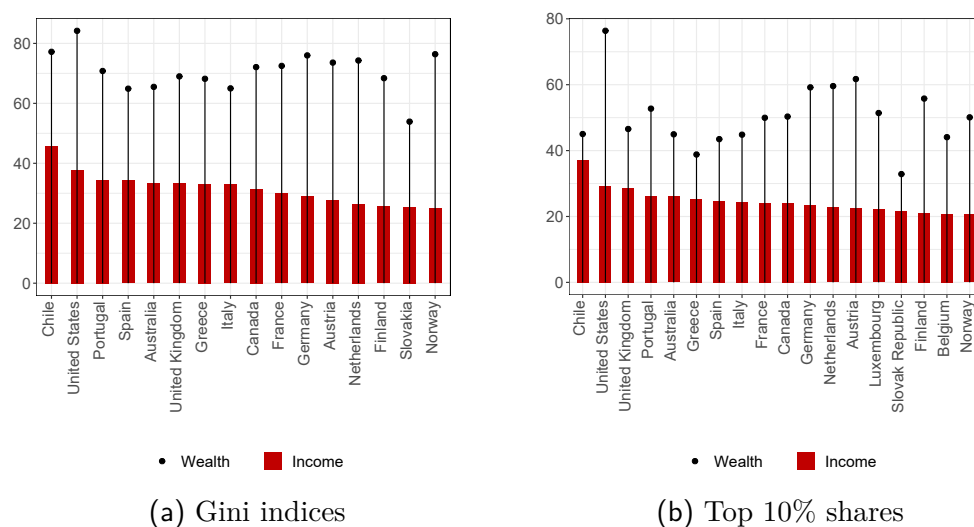 80
60
40
20
0
Chile
United States
Portugal
Spain
Australia
United Kingdom
Greece
Italy
Canada
France
Germany
Austria
Netherlands
Finland
Slovakia
Norway
Wealth Income
(a) Gini indices
80
60
40
20
0
Chile
United States
United Kingdom
Portugal
Australia
Greece
Spain
Italy
France
Canada
Germany
Netherlands
Austria
Luxembourg
Slovak Republic
Finland
Belgium
Norway
Wealth Income
(b) Top 10% shares